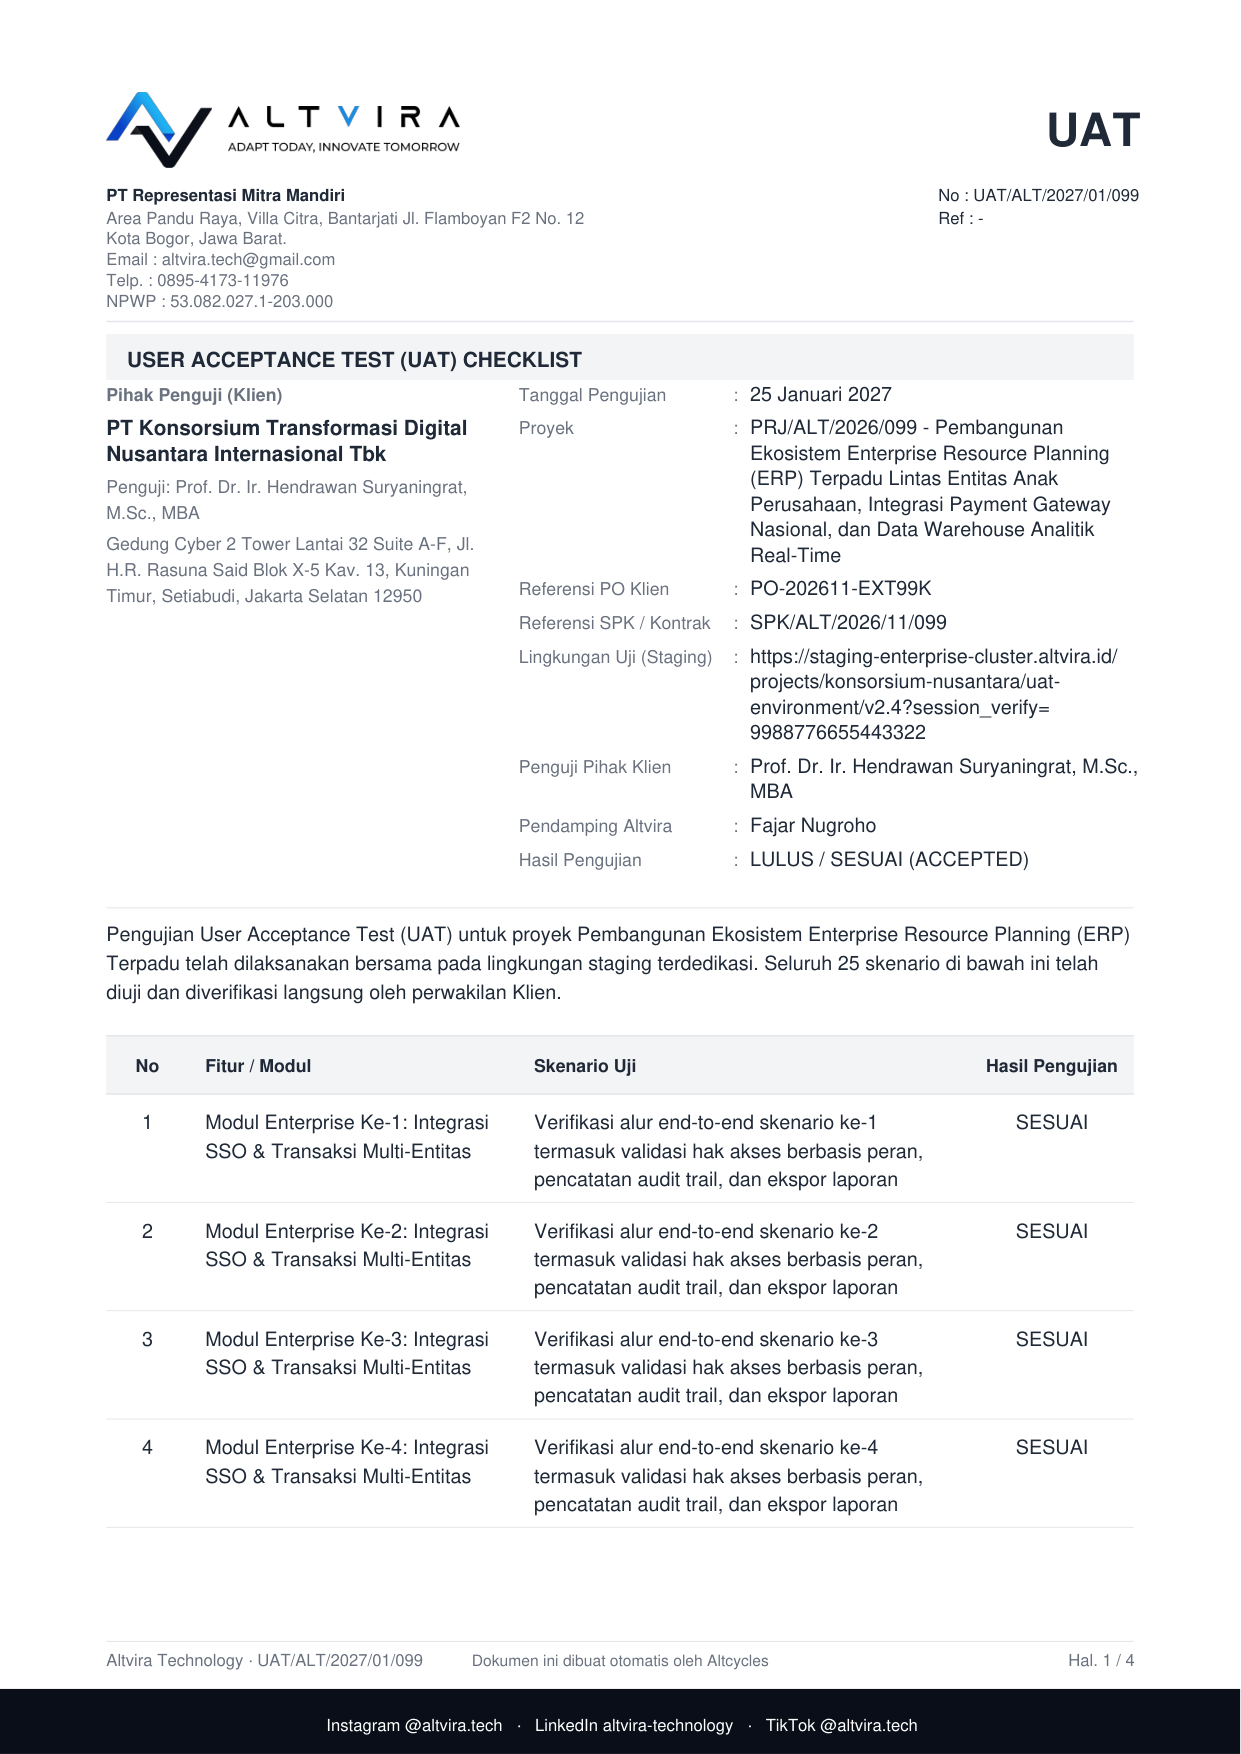 ALTVIRA
ADAPT TODAY, INNOVATE TOMORROW
UAT
PT Representasi Mitra Mandiri
Area Pandu Raya, Villa Citra, Bantarjati Jl. Flamboyan F2 No. 12
Kota Bogor, Jawa Barat.
Email : altvira.tech@gmail.com
Telp. : 0895-4173-11976
NPWP : 53.082.027.1-203.000
No : UAT/ALT/2027/01/099
Ref : -
USER ACCEPTANCE TEST (UAT) CHECKLIST
Pihak Penguji (Klien)
PT Konsorsium Transformasi Digital
Nusantara Internasional Tbk
Penguji: Prof. Dr. Ir. Hendrawan Suryaningrat,
M.Sc., MBA
Gedung Cyber 2 Tower Lantai 32 Suite A-F, Jl.
H.R. Rasuna Said Blok X-5 Kav. 13, Kuningan
Timur, Setiabudi, Jakarta Selatan 12950
Tanggal Pengujian : 25 Januari 2027
Proyek : PRJ/ALT/2026/099 - Pembangunan
Ekosistem Enterprise Resource Planning
(ERP) Terpadu Lintas Entitas Anak
Perusahaan, Integrasi Payment Gateway
Nasional, dan Data Warehouse Analitik
Real-Time
Referensi PO Klien : PO-202611-EXT99K
Referensi SPK / Kontrak : SPK/ALT/2026/11/099
Lingkungan Uji (Staging) : https://staging-enterprise-cluster.altvira.id/
projects/konsorsium-nusantara/uat-
environment/v2.4?session_verify=
9988776655443322
Penguji Pihak Klien : Prof. Dr. Ir. Hendrawan Suryaningrat, M.Sc.,
MBA
Pendamping Altvira : Fajar Nugroho
Hasil Pengujian : LULUS / SESUAI (ACCEPTED)
Pengujian User Acceptance Test (UAT) untuk proyek Pembangunan Ekosistem Enterprise Resource Planning (ERP)
Terpadu telah dilaksanakan bersama pada lingkungan staging terdedikasi. Seluruh 25 skenario di bawah ini telah
diuji dan diverifikasi langsung oleh perwakilan Klien.
No Fitur / Modul Skenario Uji Hasil Pengujian
1 Modul Enterprise Ke-1: Integrasi Verifikasi alur end-to-end skenario ke-1 SESUAI
SSO & Transaksi Multi-Entitas termasuk validasi hak akses berbasis peran,
pencatatan audit trail, dan ekspor laporan
2 Modul Enterprise Ke-2: Integrasi Verifikasi alur end-to-end skenario ke-2 SESUAI
SSO & Transaksi Multi-Entitas termasuk validasi hak akses berbasis peran,
pencatatan audit trail, dan ekspor laporan
3 Modul Enterprise Ke-3: Integrasi Verifikasi alur end-to-end skenario ke-3 SESUAI
SSO & Transaksi Multi-Entitas termasuk validasi hak akses berbasis peran,
pencatatan audit trail, dan ekspor laporan
4 Modul Enterprise Ke-4: Integrasi Verifikasi alur end-to-end skenario ke-4 SESUAI
SSO & Transaksi Multi-Entitas termasuk validasi hak akses berbasis peran,
pencatatan audit trail, dan ekspor laporan
Altvira Technology · UAT/ALT/2027/01/099 Dokumen ini dibuat otomatis oleh Altcycles Hal. 1 / 4
Instagram @altvira.tech · LinkedIn altvira-technology · TikTok @altvira.tech